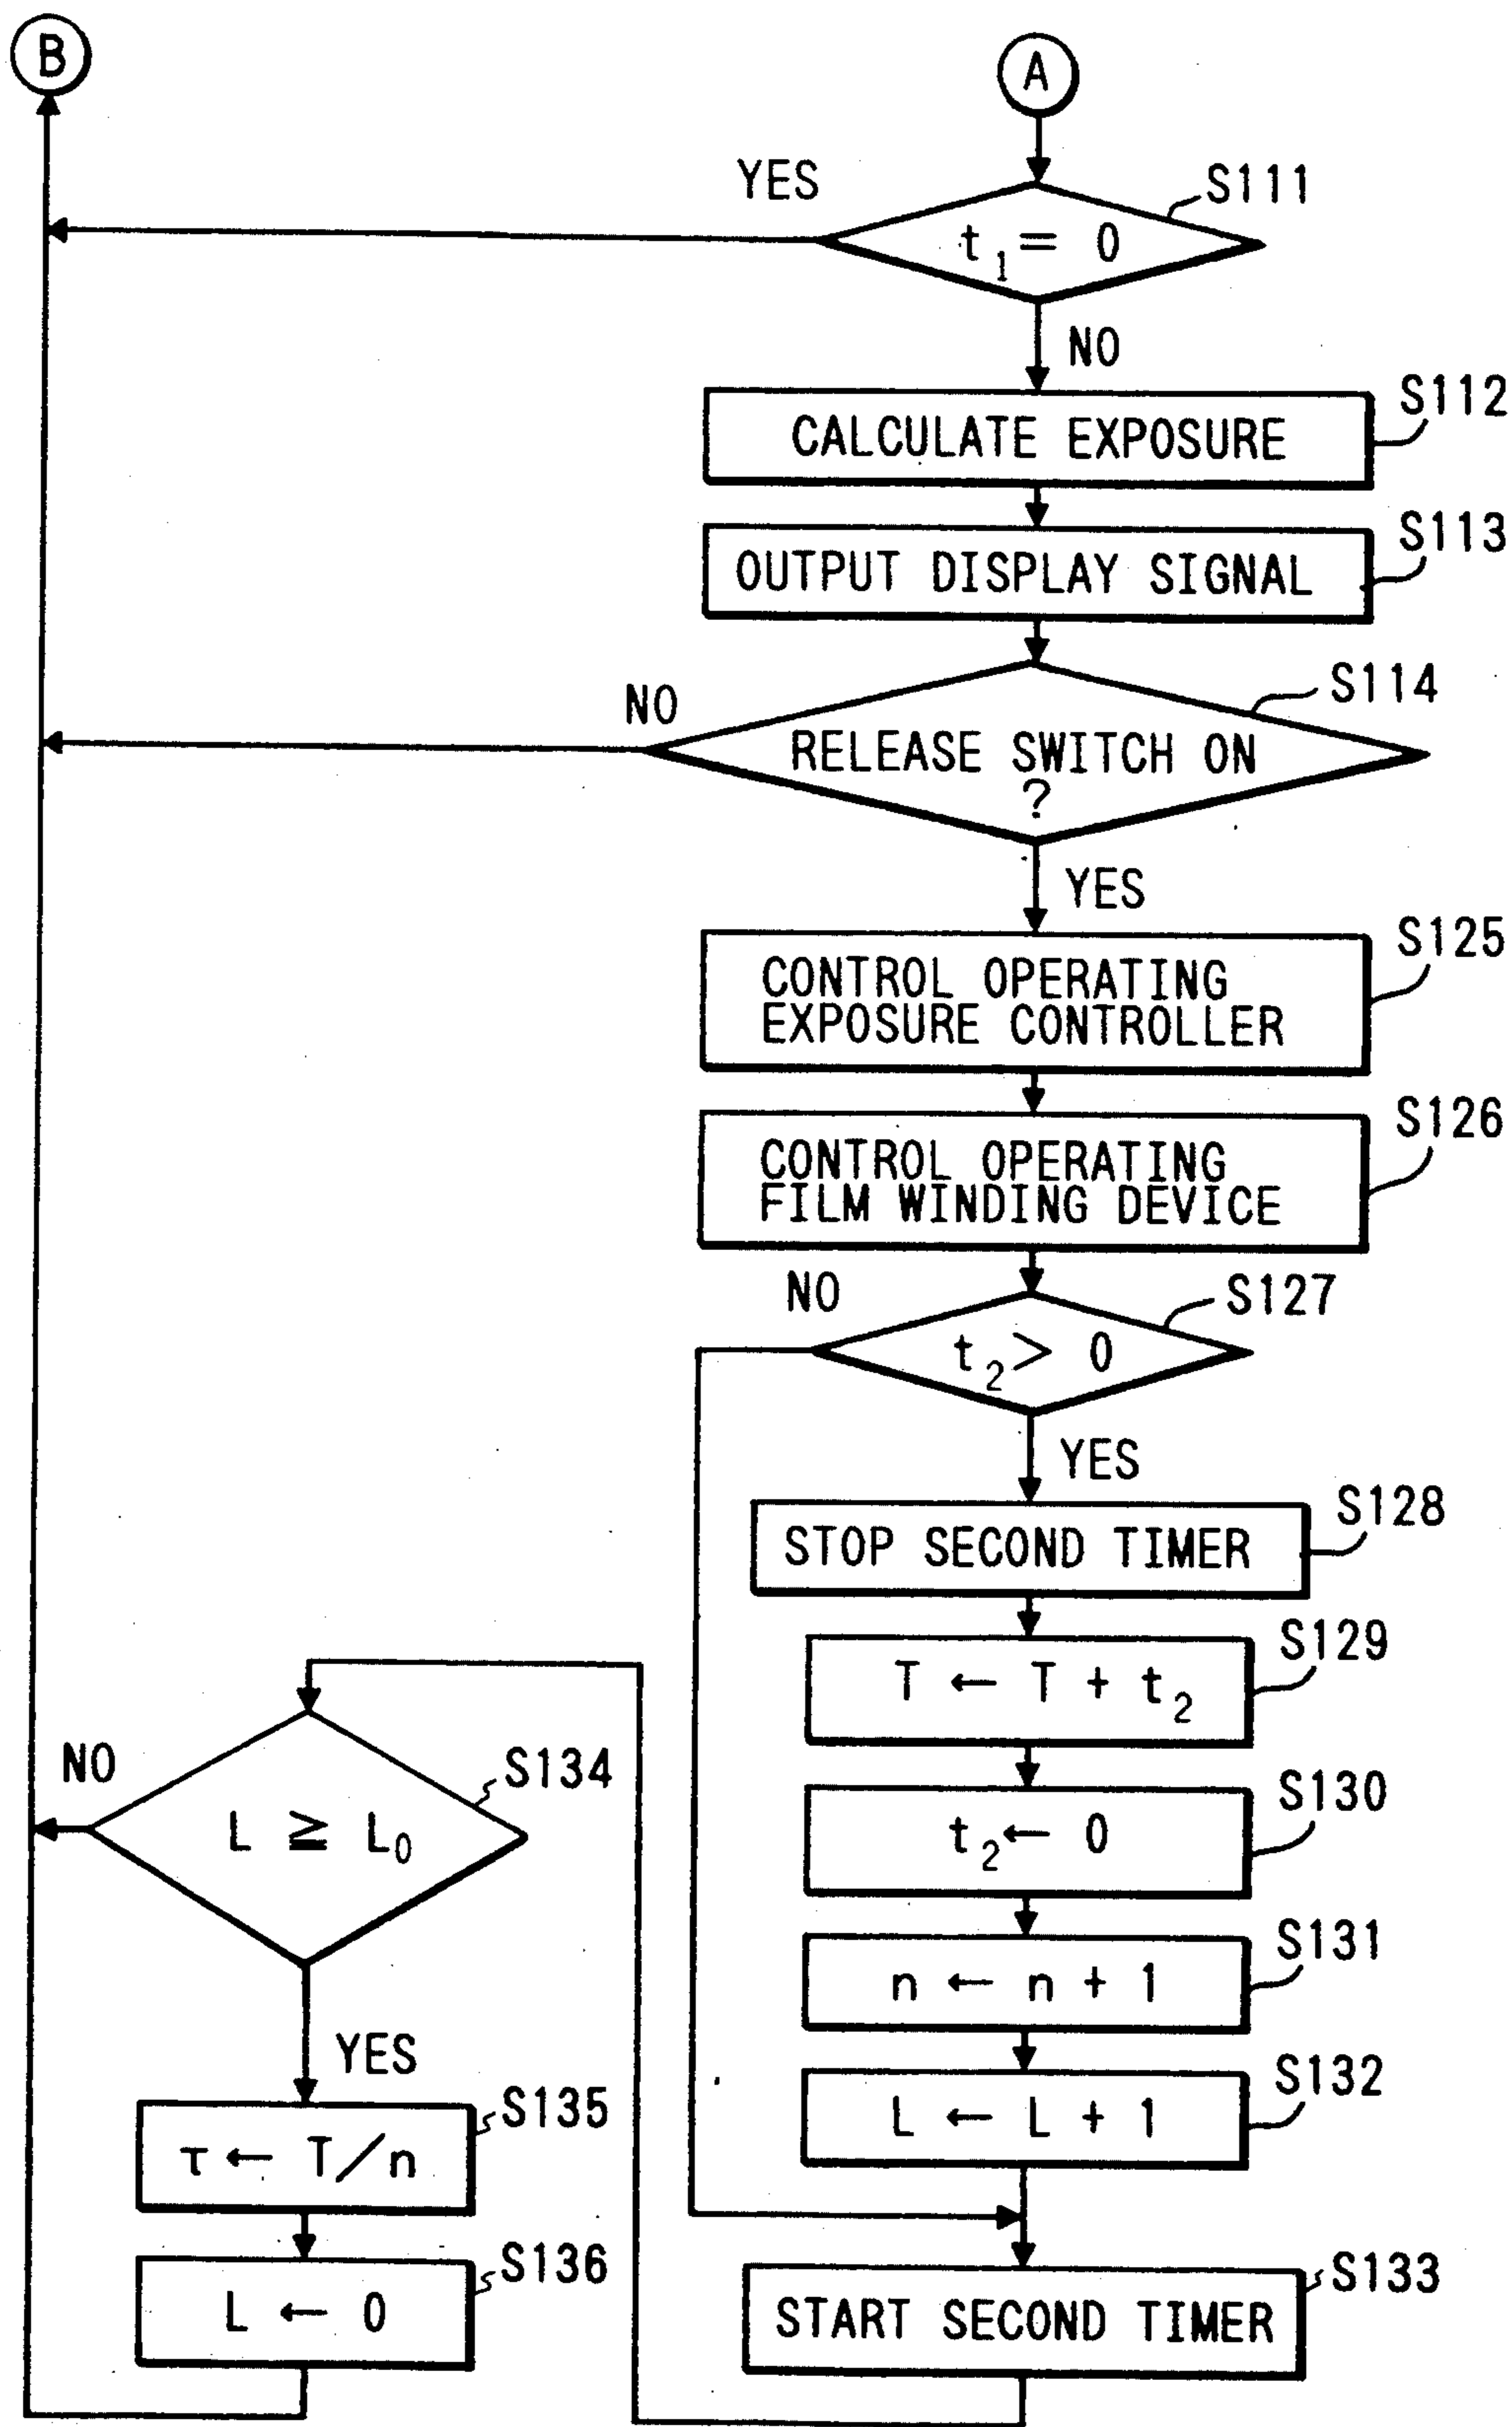 B
A
YES
S111
t₁ = 0
NO
S112
CALCULATE EXPOSURE
S113
OUTPUT DISPLAY SIGNAL
S114
NO
RELEASE SWITCH ON
?
YES
S125
CONTROL OPERATING
EXPOSURE CONTROLLER
S126
CONTROL OPERATING
FILM WINDING DEVICE
NO
S127
t₂ > 0
YES
S128
STOP SECOND TIMER
S129
T ← T + t₂
S130
t₂ ← 0
S131
n ← n + 1
S132
L ← L + 1
S133
START SECOND TIMER
NO
S134
L ≧ L₀
YES
S135
τ ← T/n
S136
L ← 0